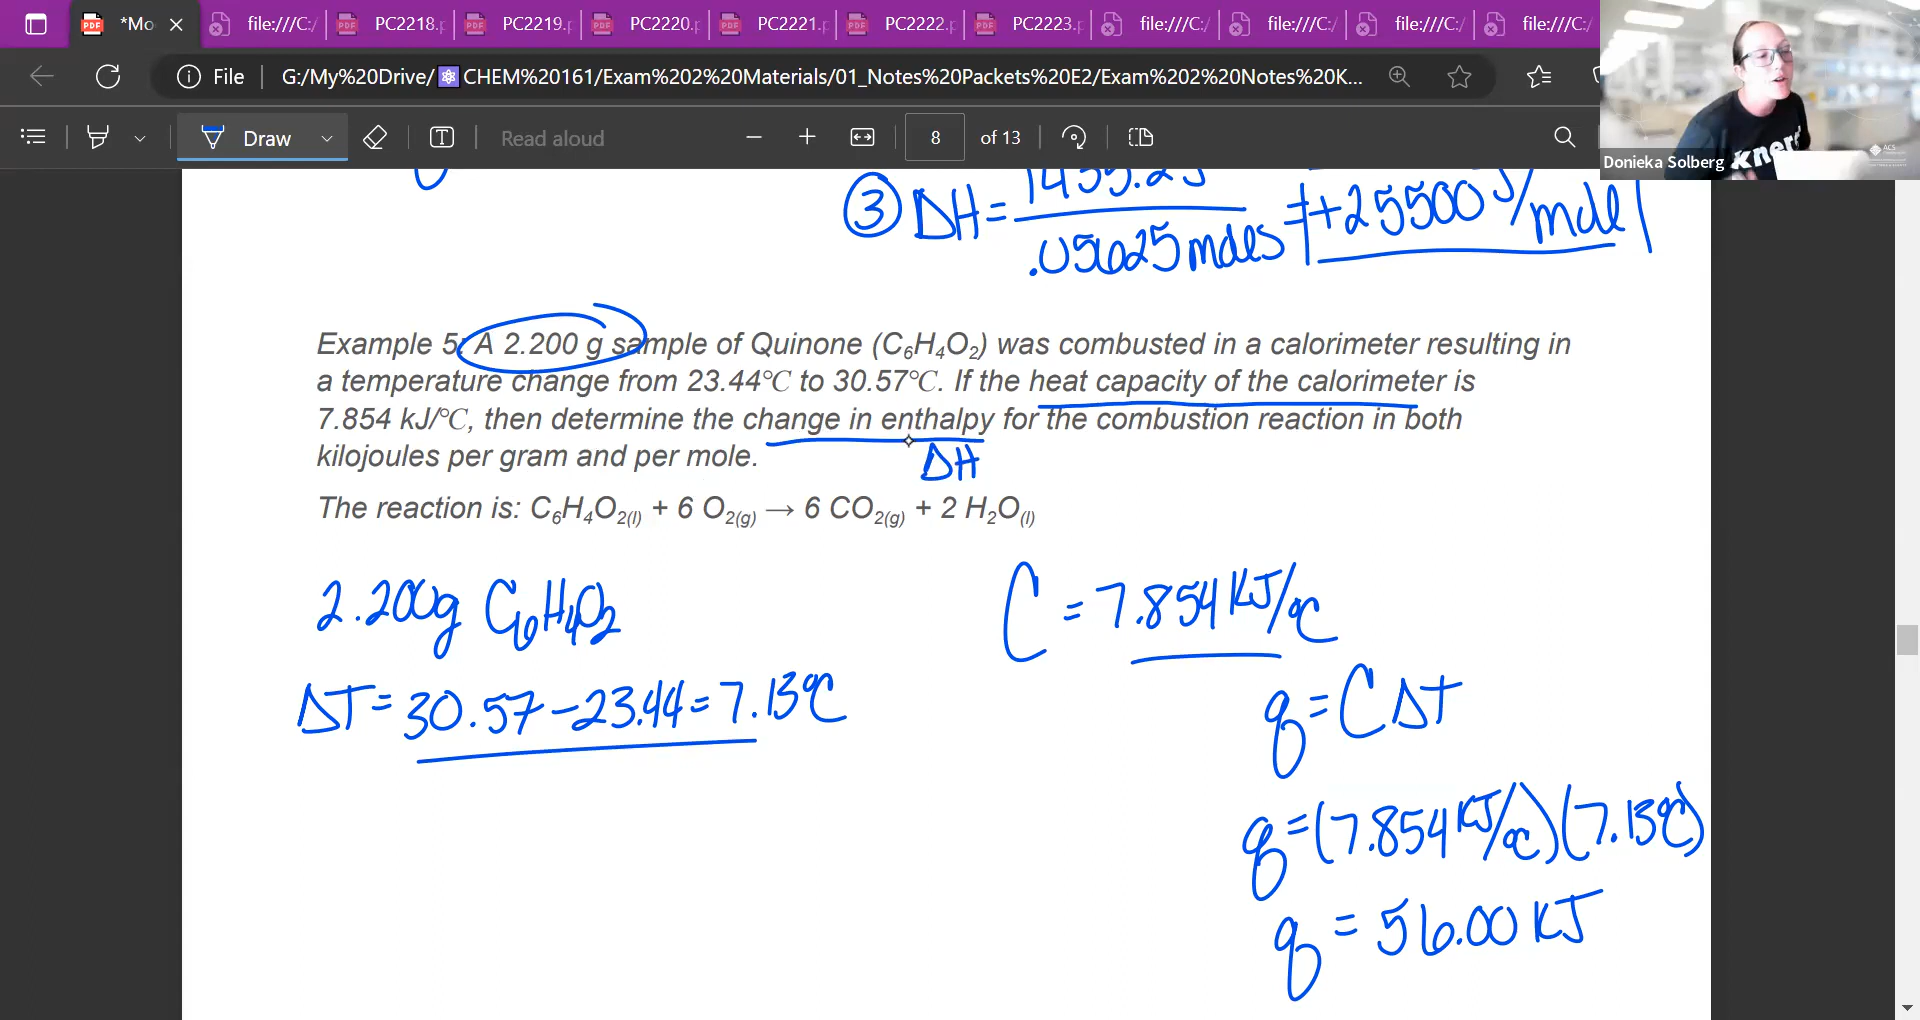 *Mo
file:///C:/
PC2218.p
PC2219.p
PC2220.p
PC2221.p
PC2222.p
PC2223.p
file:///C:/
file:///C:/
file:///C:/
file:///C:/
File
G:/My%20Drive/⚛CHEM%20161/Exam%202%20Materials/01_Notes%20Packets%20E2/Exam%202%20Notes%20K...
Draw
Read aloud
8 of 13
Donieka Solberg
ACS
③ ΔH = 1435.2J / .05625moles = +25500 J/mole
Example 5: A 2.200 g sample of Quinone (C₆H₄O₂) was combusted in a calorimeter resulting in
a temperature change from 23.44℃ to 30.57℃. If the heat capacity of the calorimeter is
7.854 kJ/℃, then determine the change in enthalpy for the combustion reaction in both
kilojoules per gram and per mole.
ΔH
The reaction is: C₆H₄O₂(l) + 6 O₂(g) → 6 CO₂(g) + 2 H₂O(l)
2.200g C₆H₄O₂
C = 7.854 KJ/°C
ΔT = 30.57 - 23.44 = 7.13°C
q = CΔT
q = (7.854 KJ/°C)(7.13°C)
q = 56.00 KJ